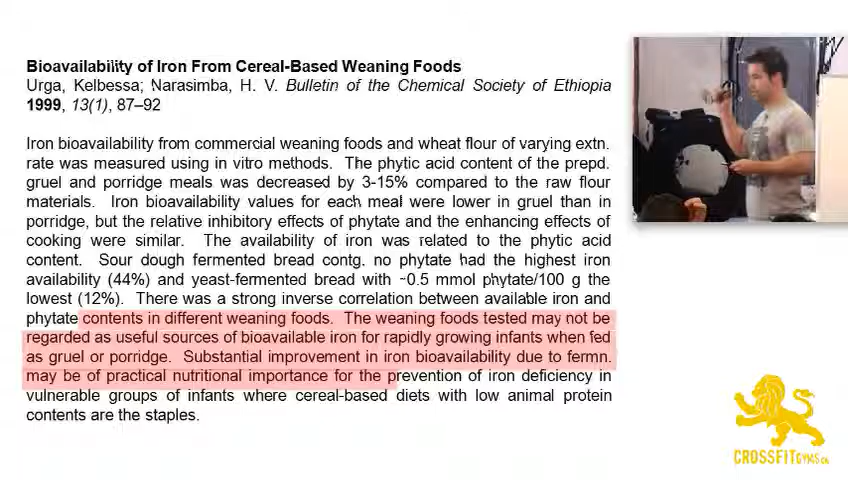 Bioavailability of Iron From Cereal-Based Weaning Foods
Urga, Kelbessa; Narasimba, H. V. Bulletin of the Chemical Society of Ethiopia
1999, 13(1), 87–92
Iron bioavailability from commercial weaning foods and wheat flour of varying extn.
rate was measured using in vitro methods. The phytic acid content of the prepd.
gruel and porridge meals was decreased by 3-15% compared to the raw flour
materials. Iron bioavailability values for each meal were lower in gruel than in
porridge, but the relative inhibitory effects of phytate and the enhancing effects of
cooking were similar. The availability of iron was related to the phytic acid
content. Sour dough fermented bread contg. no phytate had the highest iron
availability (44%) and yeast-fermented bread with ~0.5 mmol phytate/100 g the
lowest (12%). There was a strong inverse correlation between available iron and
phytate contents in different weaning foods. The weaning foods tested may not be
regarded as useful sources of bioavailable iron for rapidly growing infants when fed
as gruel or porridge. Substantial improvement in iron bioavailability due to fermn.
may be of practical nutritional importance for the prevention of iron deficiency in
vulnerable groups of infants where cereal-based diets with low animal protein
contents are the staples.
CROSSFITGYMS.CA